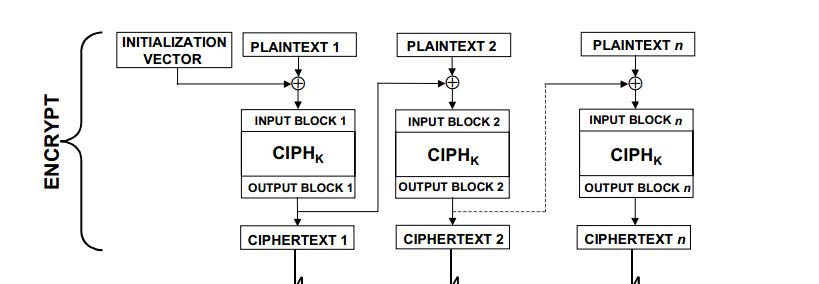 INITIALIZATION
VECTOR
PLAINTEXT 1
PLAINTEXT 2
PLAINTEXT n
ENCRYPT
INPUT BLOCK 1
INPUT BLOCK 2
INPUT BLOCK n
CIPHK
CIPHK
CIPHK
OUTPUT BLOCK 1
OUTPUT BLOCK 2
OUTPUT BLOCK n
CIPHERTEXT 1
CIPHERTEXT 2
CIPHERTEXT n